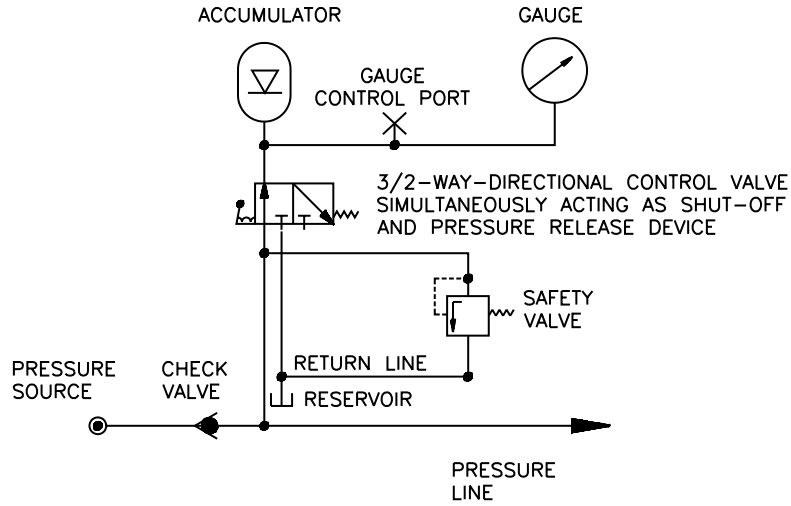 ACCUMULATOR
GAUGE
GAUGE
CONTROL PORT
3/2-WAY-DIRECTIONAL CONTROL VALVE
SIMULTANEOUSLY ACTING AS SHUT-OFF
AND PRESSURE RELEASE DEVICE
SAFETY
VALVE
RETURN LINE
RESERVOIR
PRESSURE
SOURCE
CHECK
VALVE
PRESSURE
LINE